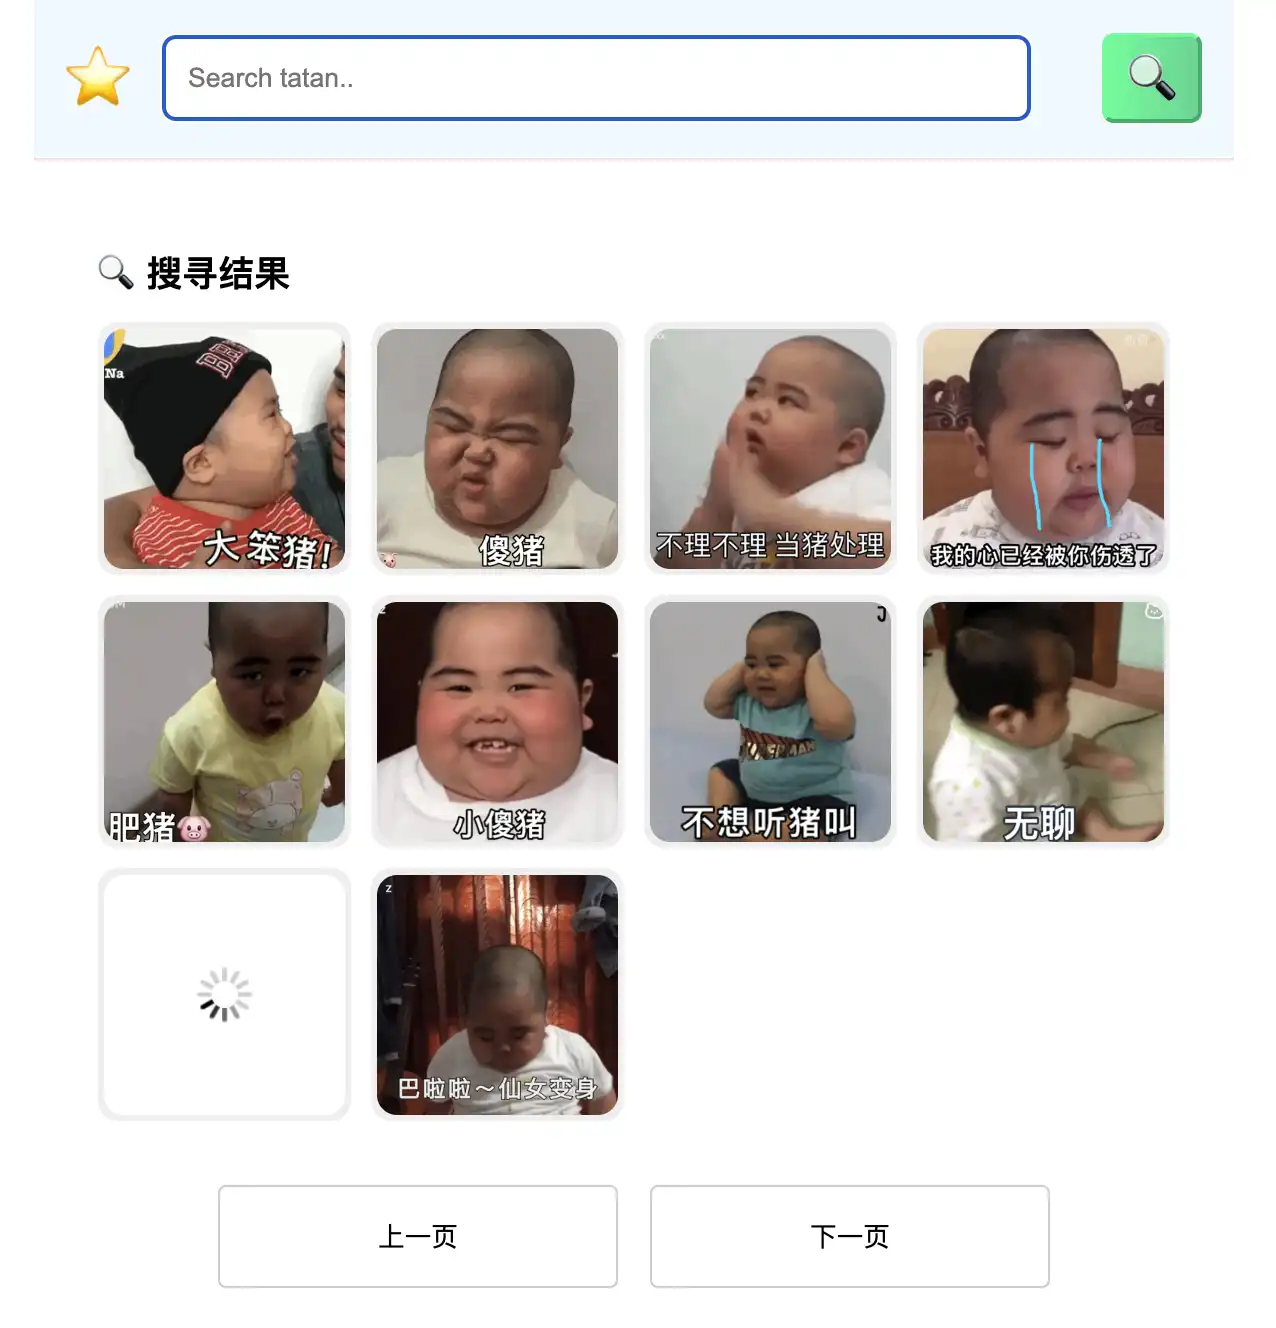 Search tatan..
🔍 搜寻结果
Na
大笨猪!
傻猪
不理不理 当猪处理
我的心已经被你伤透了
肥猪🐷
z
小傻猪
J
不想听猪叫
无聊
z
巴啦啦～仙女变身
上一页
下一页